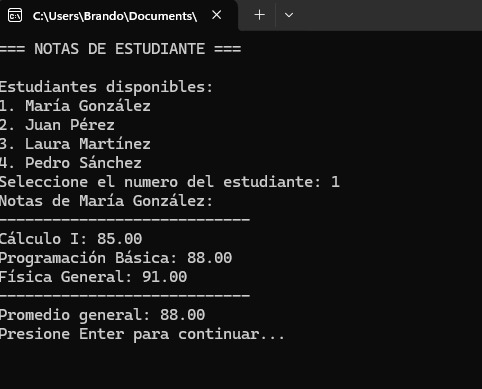 C:\Users\Brando\Documents\
=== NOTAS DE ESTUDIANTE ===
Estudiantes disponibles:
1. María González
2. Juan Pérez
3. Laura Martínez
4. Pedro Sánchez
Seleccione el numero del estudiante: 1
Notas de María González:
----------------------------
Cálculo I: 85.00
Programación Básica: 88.00
Física General: 91.00
----------------------------
Promedio general: 88.00
Presione Enter para continuar...